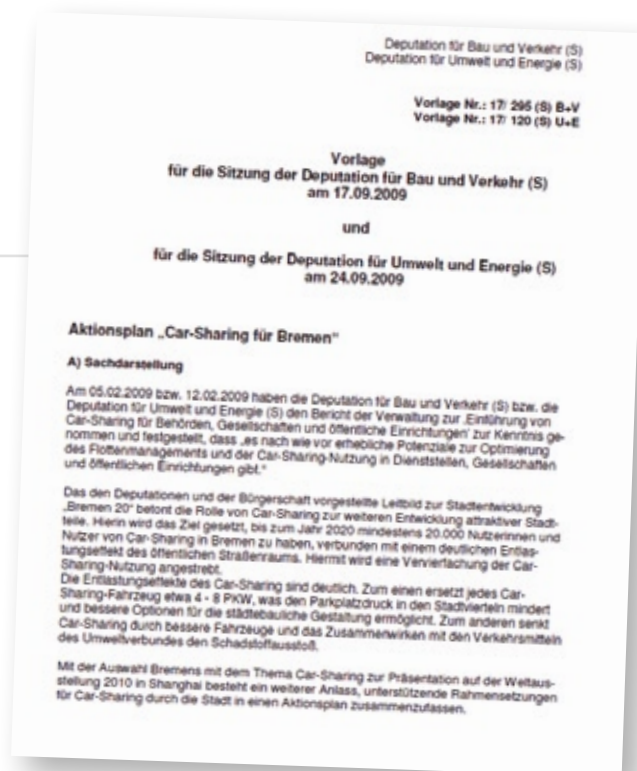 Deputation für Bau und Verkehr (S)
Deputation für Umwelt und Energie (S)
Vorlage Nr.: 17/ 295 (S) B+V
Vorlage Nr.: 17/ 120 (S) U+E
Vorlage
für die Sitzung der Deputation für Bau und Verkehr (S)
am 17.09.2009
und
für die Sitzung der Deputation für Umwelt und Energie (S)
am 24.09.2009
Aktionsplan „Car-Sharing für Bremen“
A) Sachdarstellung
Am 05.02.2009 bzw. 12.02.2009 haben die Deputation für Bau und Verkehr (S) bzw. die
Deputation für Umwelt und Energie (S) den Bericht der Verwaltung zur ‚Einführung von
Car-Sharing für Behörden, Gesellschaften und öffentliche Einrichtungen' zur Kenntnis ge-
nommen und festgestellt, dass „es nach wie vor erhebliche Potenziale zur Optimierung
des Flottenmanagements und der Car-Sharing-Nutzung in Dienststellen, Gesellschaften
und öffentlichen Einrichtungen gibt.“
Das den Deputationen und der Bürgerschaft vorgestellte Leitbild zur Stadtentwicklung
„Bremen 20“ betont die Rolle von Car-Sharing zur weiteren Entwicklung attraktiver Stadt-
teile. Hierin wird das Ziel gesetzt, bis zum Jahr 2020 mindestens 20.000 Nutzerinnen und
Nutzer von Car-Sharing in Bremen zu haben, verbunden mit einem deutlichen Entlas-
tungseffekt des öffentlichen Straßenraums. Hiermit wird eine Vervierfachung der Car-
Sharing-Nutzung angestrebt.
Die Entlastungseffekte des Car-Sharing sind deutlich. Zum einen ersetzt jedes Car-
Sharing-Fahrzeug etwa 4 - 8 PKW, was den Parkplatzdruck in den Stadtvierteln mindert
und bessere Optionen für die städtebauliche Gestaltung ermöglicht. Zum anderen senkt
Car-Sharing durch bessere Fahrzeuge und das Zusammenwirken mit den Verkehrsmitteln
des Umweltverbundes den Schadstoffausstoß.
Mit der Auswahl Bremens mit dem Thema Car-Sharing zur Präsentation auf der Weltaus-
stellung 2010 in Shanghai besteht ein weiterer Anlass, unterstützende Rahmensetzungen
für Car-Sharing durch die Stadt in einen Aktionsplan zusammenzufassen.